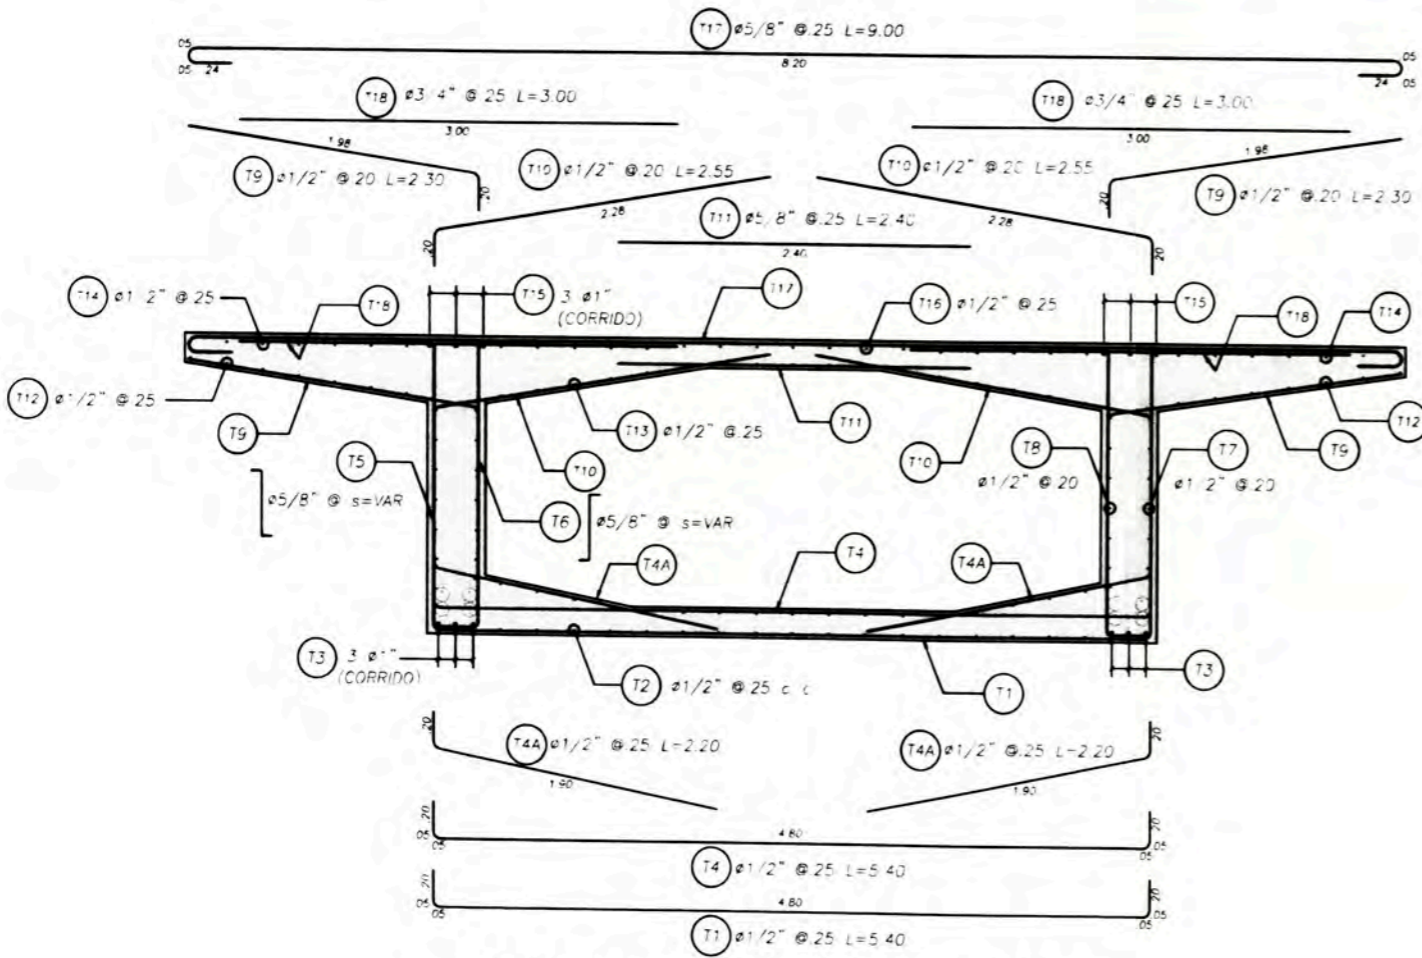 T17 ø5/8" @.25 L=9.00
.05
.05
8.20
.05 .24
.24 .05
T18 ø3/4" @ 25 L=3.00
T18 ø3/4" @ 25 L=3.00
3.00
3.00
1.98
1.98
T9 ø1/2" @ 20 L=2.30
.20
T10 ø1/2" @ 20 L=2.55
T10 ø1/2" @ 20 L=2.55
.20
T9 ø1/2" @ 20 L=2.30
2.28
T11 ø5/8" @.25 L=2.40
2.28
.20
2.40
.20
T14 ø1 2" @ 25
T18
T15 3 ø1"
(CORRIDO)
T17
T16 ø1/2" @ 25
T15
T18
T14
T12 ø1/2" @ 25
T9
T5
T13 ø1/2" @.25
T10
T11
T10
T8
ø1/2" @ 20
T7
ø1/2" @ 20
T9
T12
ø5/8" @ s=VAR
T6
ø5/8" @ s=VAR
T4A
T4
T4A
T3 3 ø1"
(CORRIDO)
T2 ø1/2" @ 25 c c
T1
T3
.20
T4A ø1/2" @.25 L=2.20
T4A ø1/2" @.25 L=2.20
.20
1.90
1.90
.20
.05 .05
4.80
.20
.05
T4 ø1/2" @.25 L=5.40
.20
.05 .05
4.80
.20
.05 .05
T1 ø1/2" @.25 L=5.40